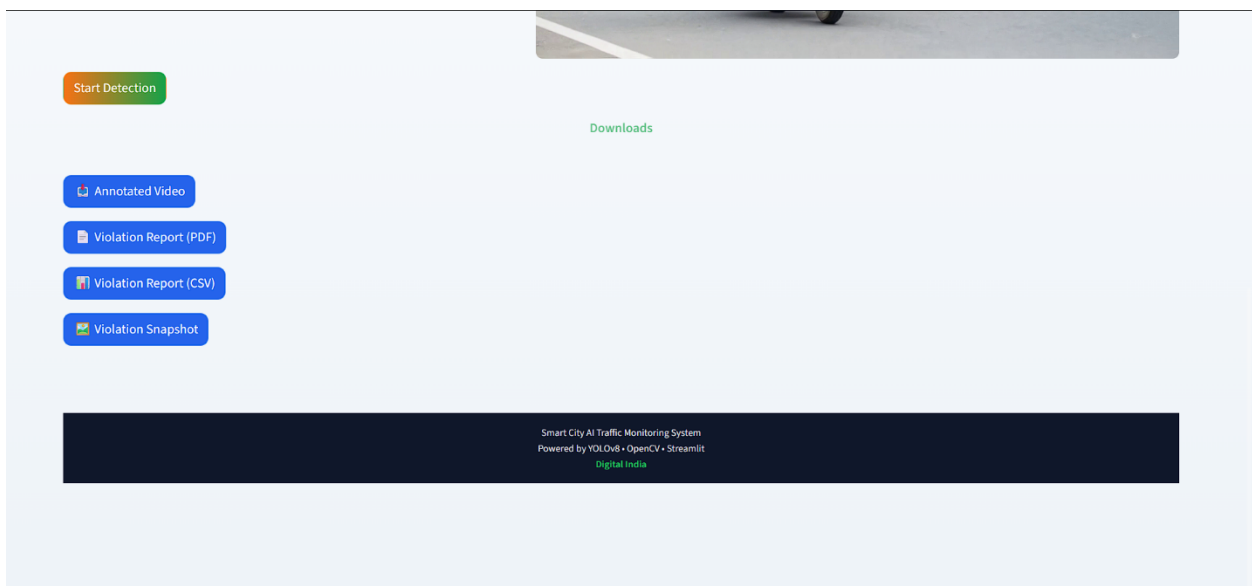 Start Detection
Downloads
Annotated Video
Violation Report (PDF)
Violation Report (CSV)
Violation Snapshot
Smart City AI Traffic Monitoring System
Powered by YOLOv8 • OpenCV • Streamlit
Digital India